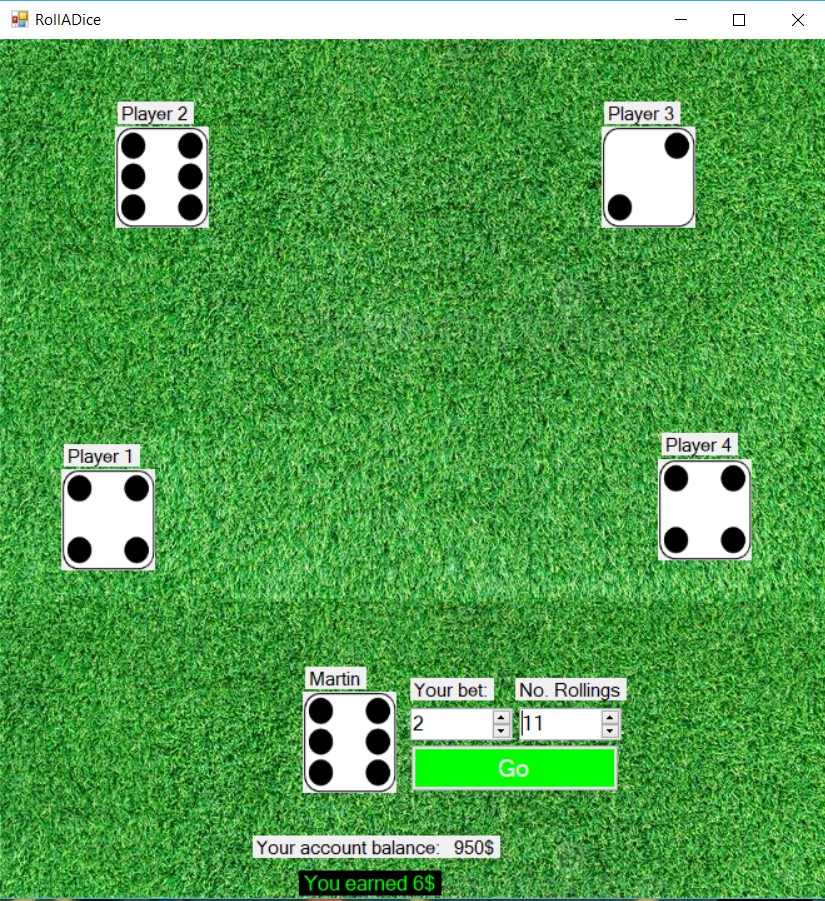 RollADice
Player 2
Player 3
Player 1
Player 4
Martin
Your bet:
No. Rollings
2
11
Go
Your account balance: 950$
You earned 6$